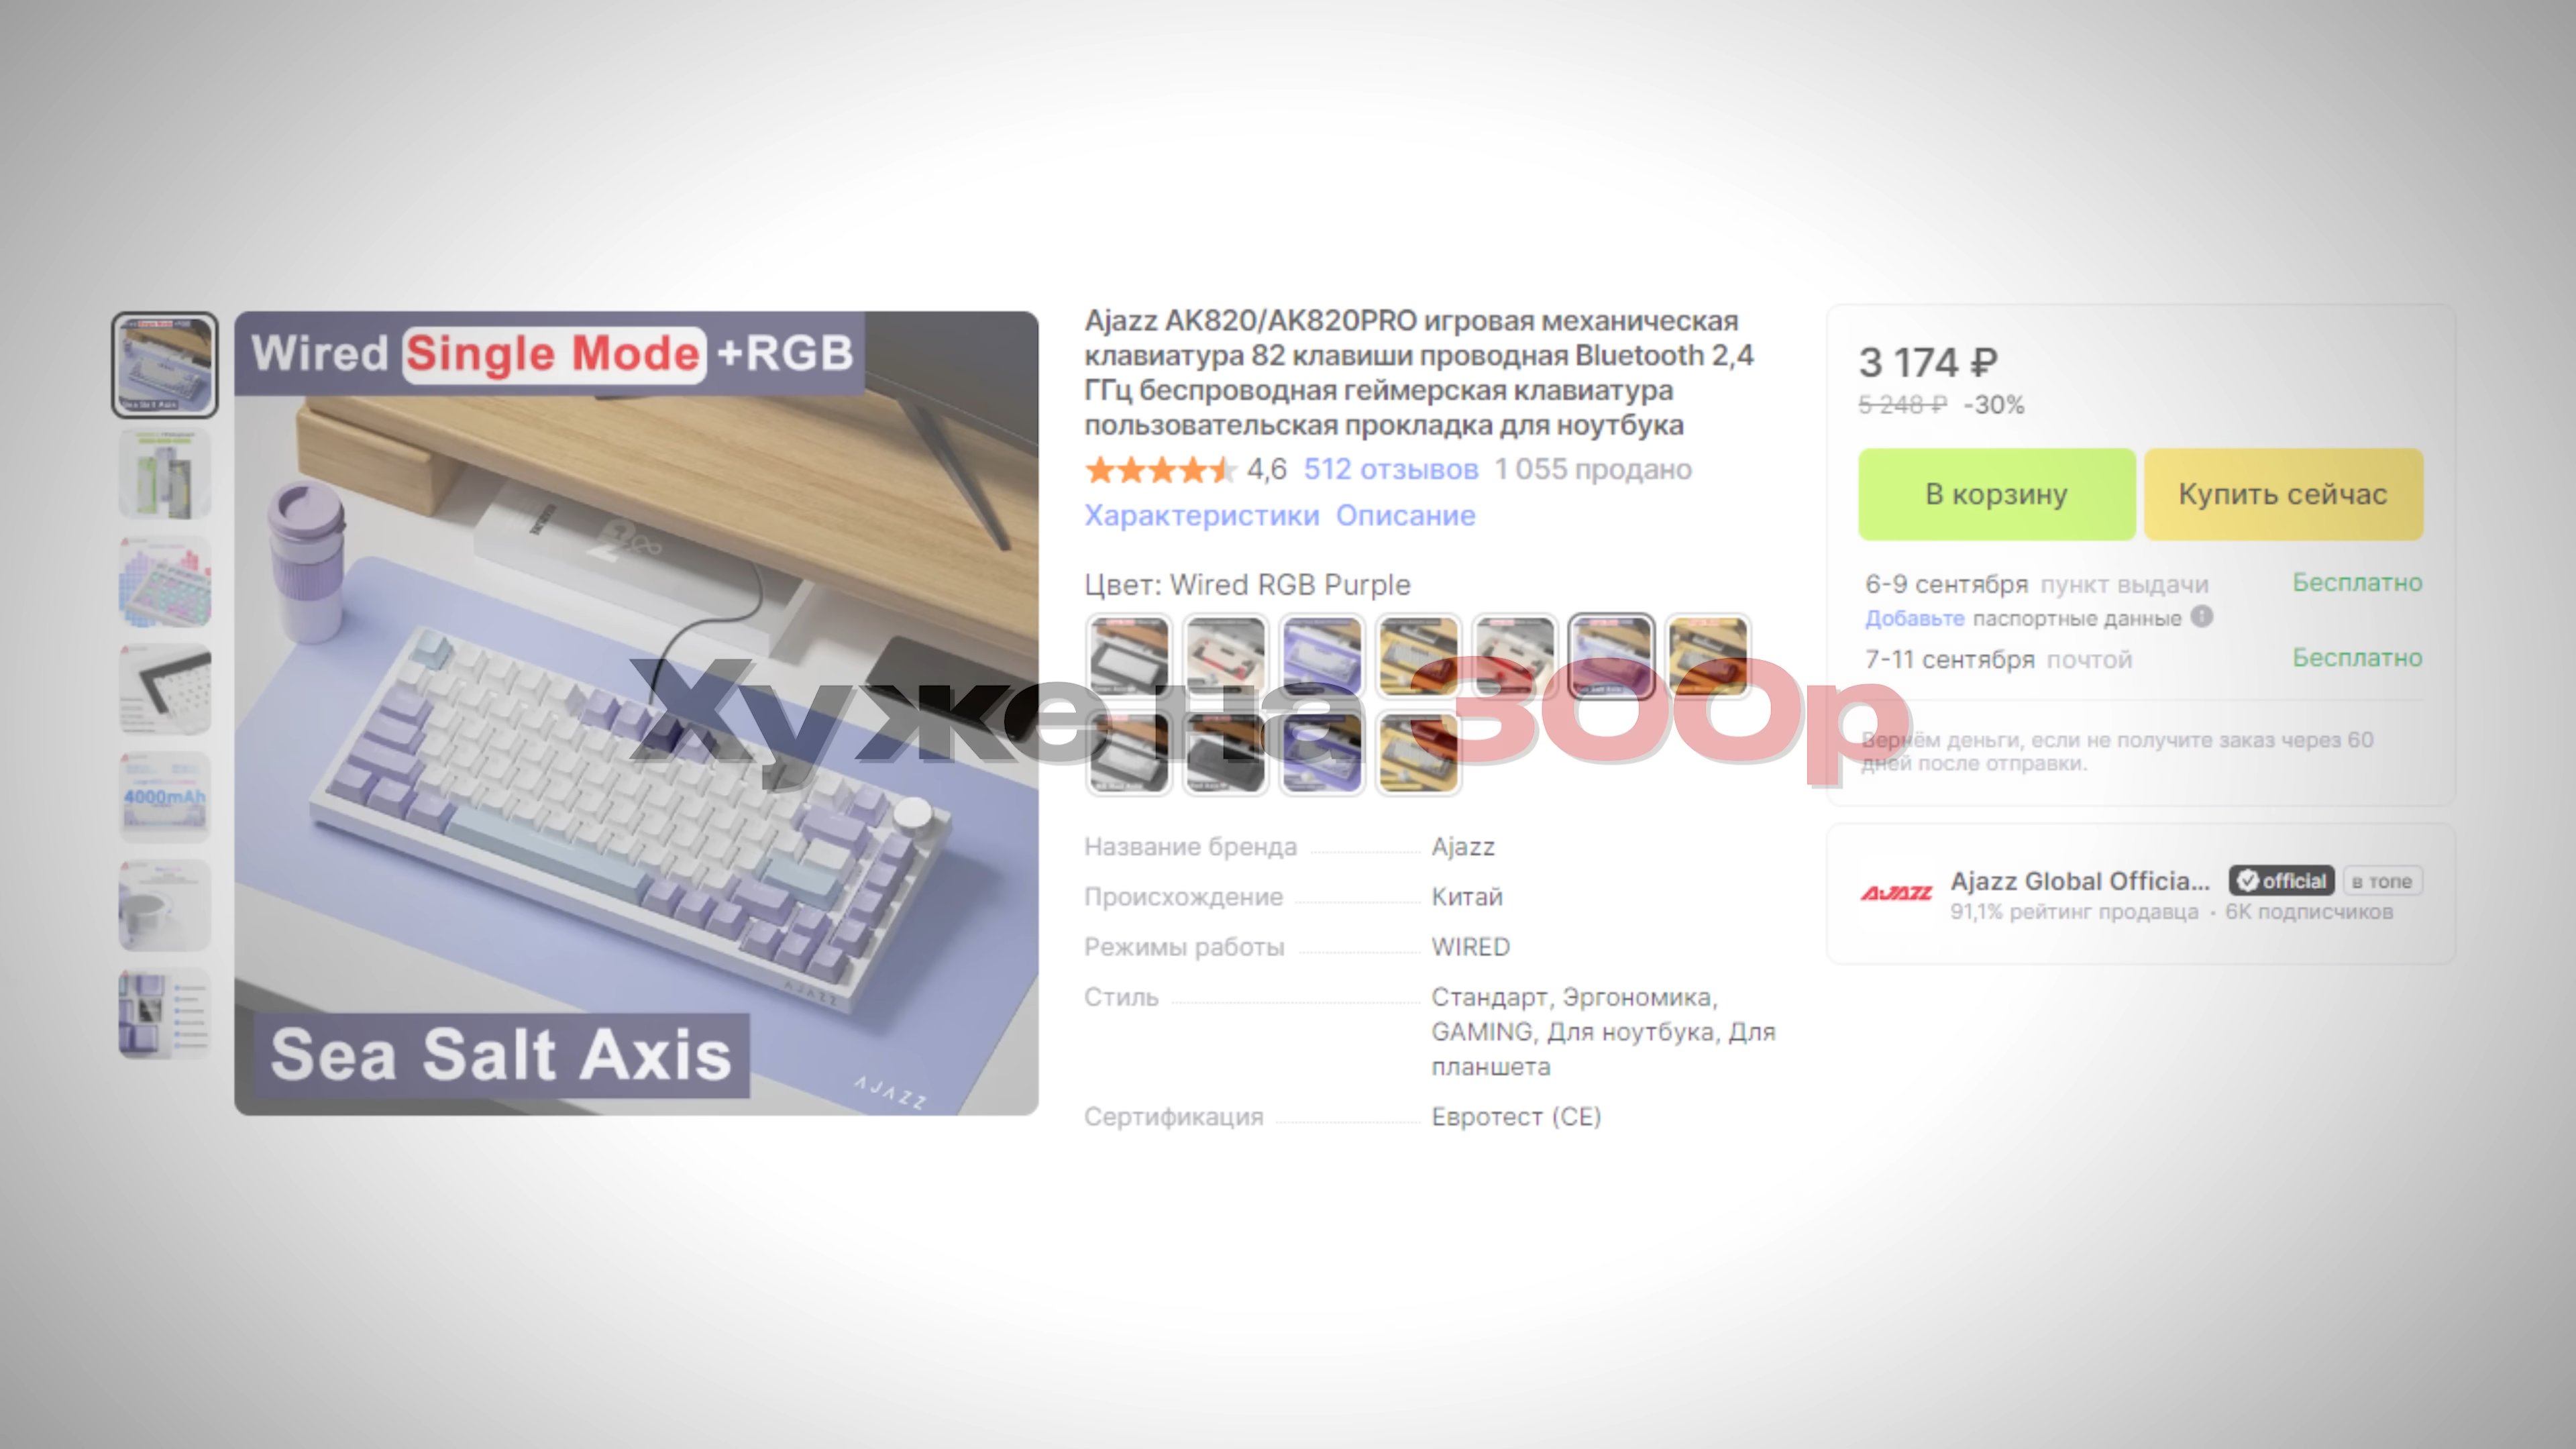 Wired Single Mode +RGB
Sea Salt Axis
AJAZZ
AJAZZ
4000mAh
Ajazz AK820/AK820PRO игровая механическая
клавиатура 82 клавиши проводная Bluetooth 2,4
ГГц беспроводная геймерская клавиатура
пользовательская прокладка для ноутбука
4,6 512 отзывов 1 055 продано
Характеристики Описание
Цвет: Wired RGB Purple
Хуже на 300р
Название бренда Ajazz
Происхождение Китай
Режимы работы WIRED
Стиль Стандарт, Эргономика,
GAMING, Для ноутбука, Для
планшета
Сертификация Евротест (CE)
3 174 ₽
5 248 ₽ -30%
В корзину Купить сейчас
6-9 сентября пункт выдачи Бесплатно
Добавьте паспортные данные
7-11 сентября почтой Бесплатно
Вернём деньги, если не получите заказ через 60
дней после отправки.
AJAZZ
Ajazz Global Officia... official в топе
91,1% рейтинг продавца · 6K подписчиков